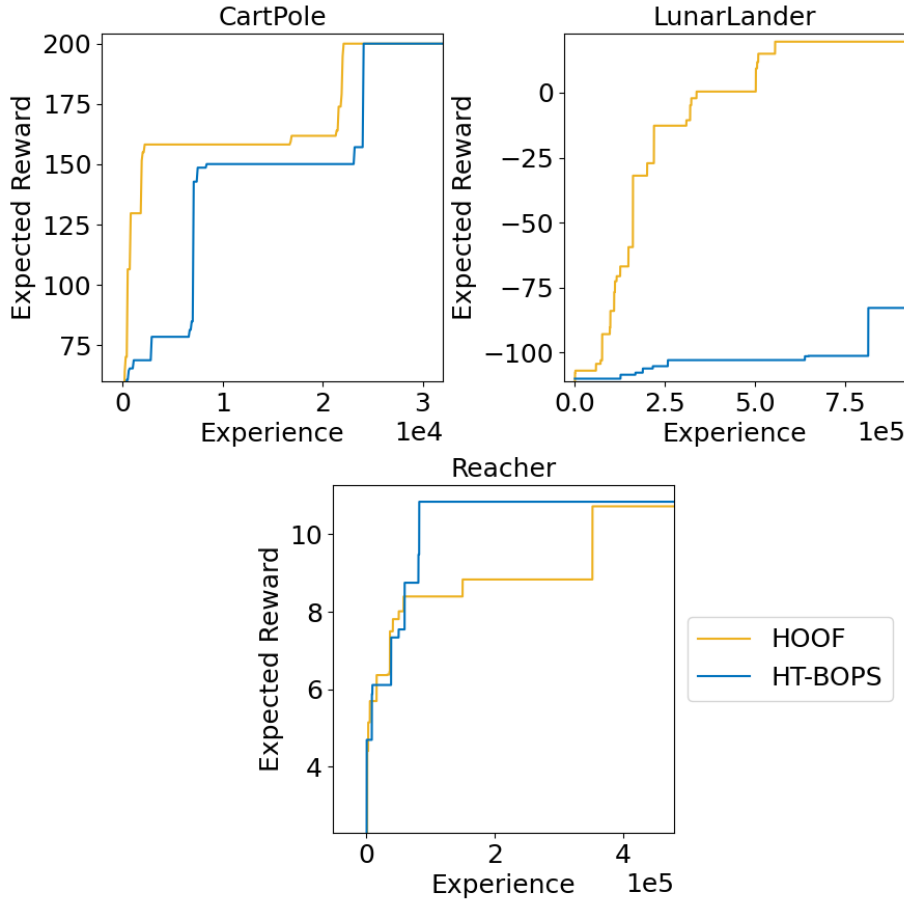 CartPole
200
175
150
125
100
75
Expected Reward
0
1
2
3
Experience
1e4
LunarLander
0
−25
−50
−75
−100
Expected Reward
0.0
2.5
5.0
7.5
Experience
1e5
Reacher
10
8
6
4
Expected Reward
0
2
4
Experience
1e5
HOOF
HT-BOPS